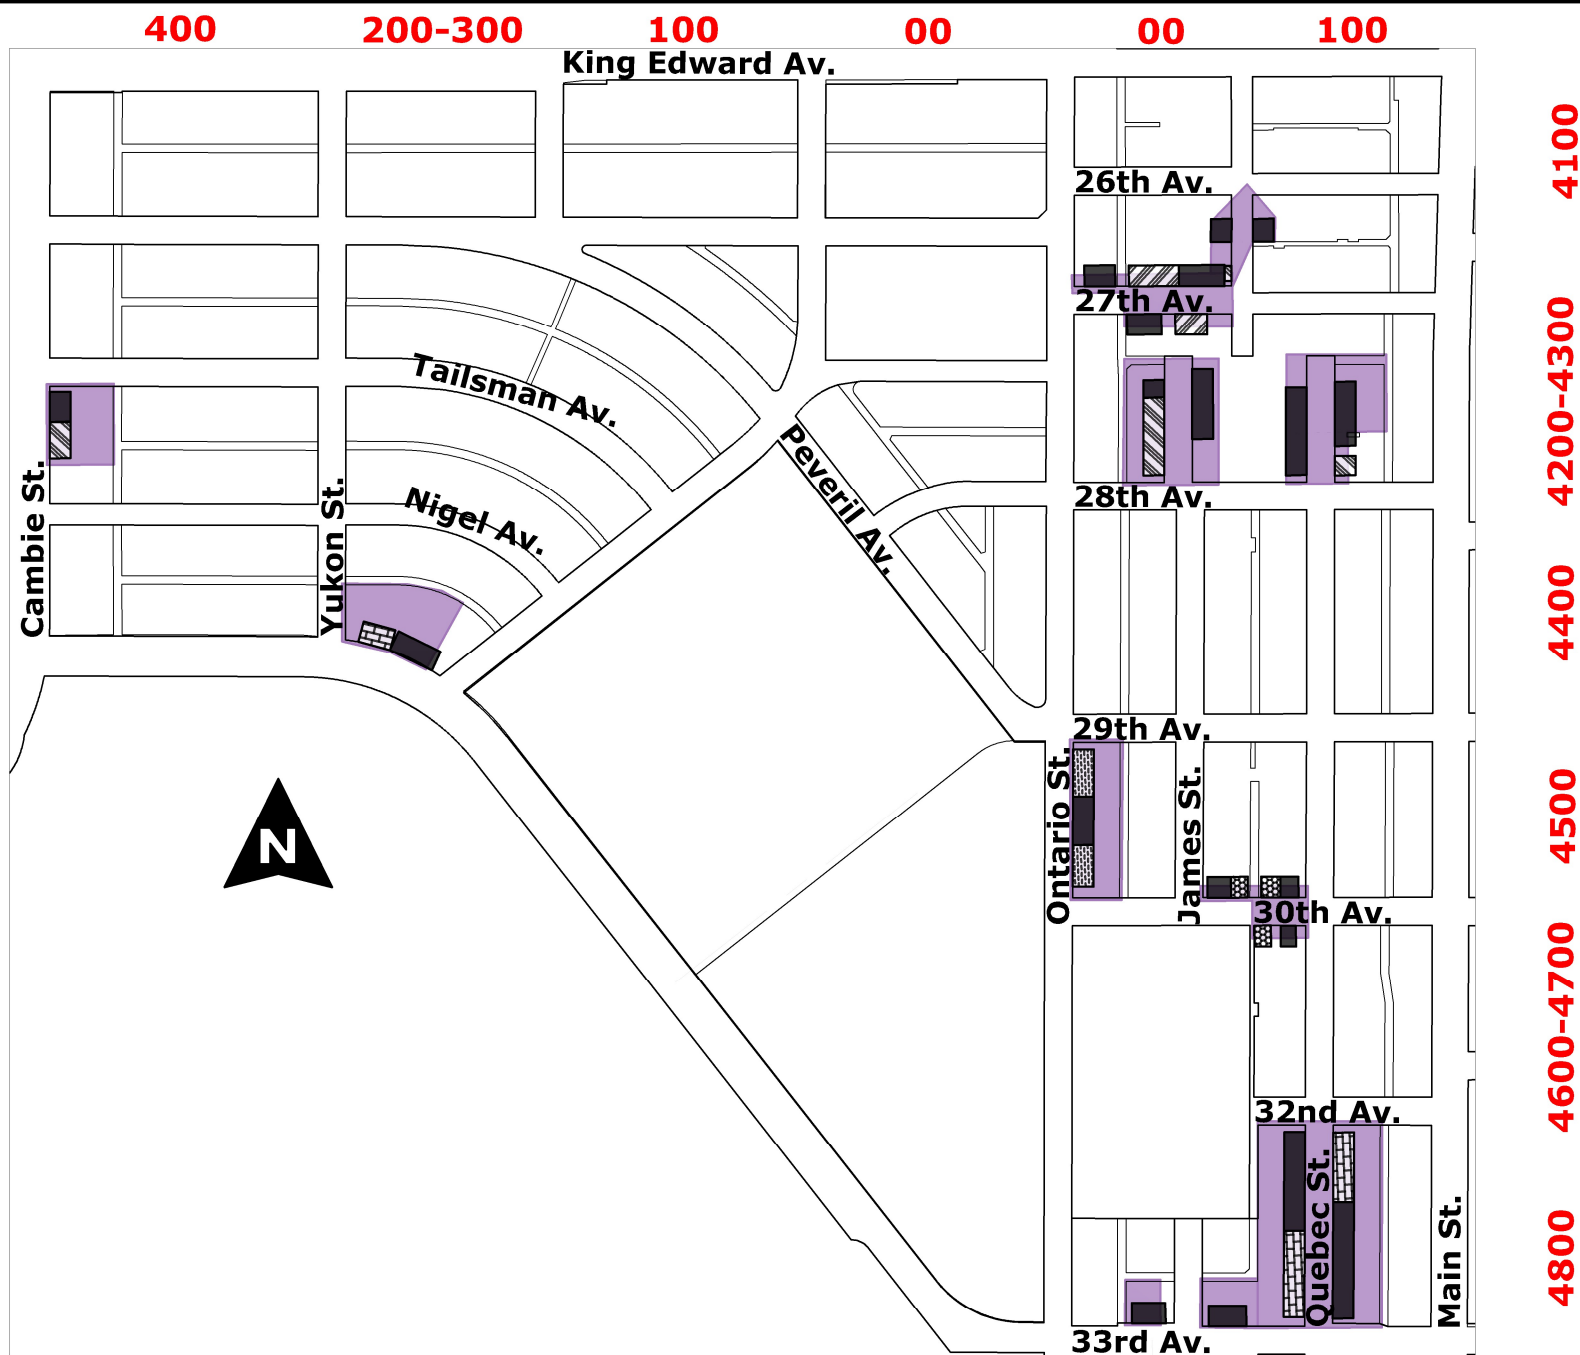 400 200-300 100 00 00 100
King Edward Av.
4100
26th Av.
27th Av.
4200-4300
Tailsman Av.
Peveril Av.
Cambie St.
Yukon St.
Nigel Av.
28th Av.
4400
29th Av.
Ontario St.
James St.
4500
N
30th Av.
4600-4700
32nd Av.
Quebec St.
Main St.
4800
33rd Av.